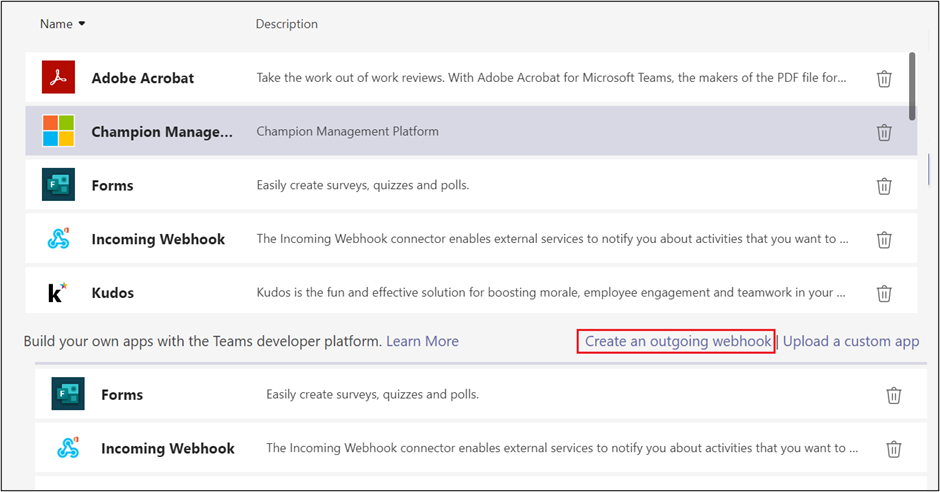 Name Description
Adobe Acrobat Take the work out of work reviews. With Adobe Acrobat for Microsoft Teams, the makers of the PDF file for...
Champion Manage... Champion Management Platform
Forms Easily create surveys, quizzes and polls.
Incoming Webhook The Incoming Webhook connector enables external services to notify you about activities that you want to ...
k Kudos Kudos is the fun and effective solution for boosting morale, employee engagement and teamwork in your ...
Build your own apps with the Teams developer platform. Learn More Create an outgoing webhook | Upload a custom app
Forms Easily create surveys, quizzes and polls.
Incoming Webhook The Incoming Webhook connector enables external services to notify you about activities that you want to ...